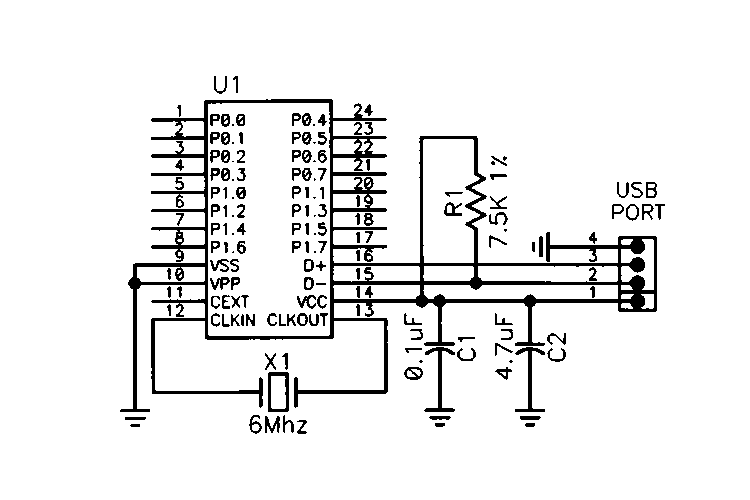 U1
1 P0.0 P0.4 24
2 P0.1 P0.5 23
3 P0.2 P0.6 22
4 P0.3 P0.7 21
5 P1.0 P1.1 20
6 P1.2 P1.3 19
7 P1.4 P1.5 18
8 P1.6 P1.7 17
9 VSS D+ 16
10 VPP D- 15
11 CEXT VCC 14
12 CLKIN CLKOUT 13
X1
6Mhz
R1
7.5K 1%
0.1uF
C1
4.7uF
C2
USB
PORT
4
3
2
1